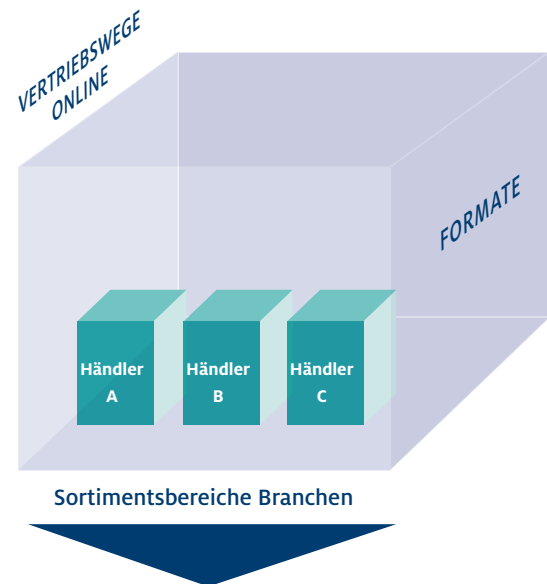 VERTRIEBSWEGE
ONLINE
FORMATE
Händler
A
Händler
B
Händler
C
Sortimentsbereiche Branchen